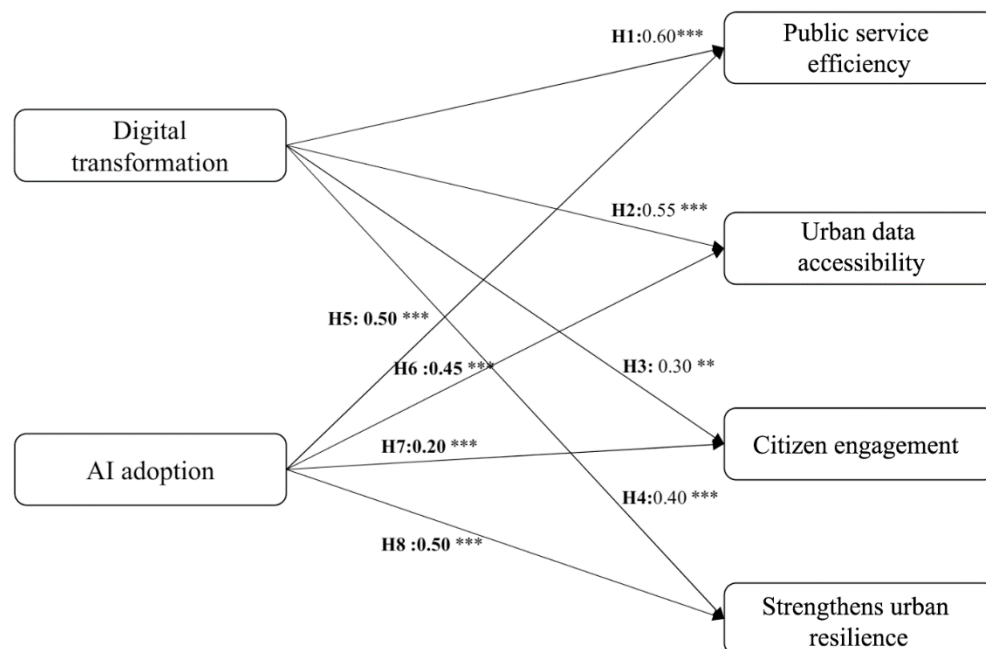 H1:0.60***
Public service
efficiency
Digital
transformation
H2:0.55 ***
Urban data
accessibility
H5: 0.50 ***
H6 :0.45 ***
H3: 0.30 **
AI adoption
H7:0.20 ***
Citizen engagement
H4:0.40 ***
H8 :0.50 ***
Strengthens urban
resilience